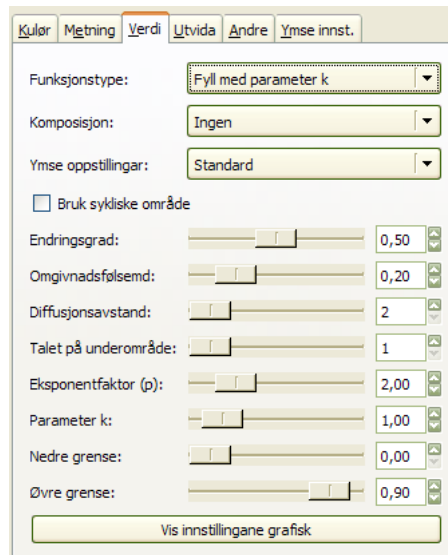 Kulør Metning Verdi Utvida Andre Ymse innst.
Funksjonstype: Fyll med parameter k
Komposisjon: Ingen
Ymse oppstillingar: Standard
Bruk sykliske område
Endringsgrad: 0,50
Omgivnadsfølsemd: 0,20
Diffusjonsavstand: 2
Talet på underområde: 1
Eksponentfaktor (p): 2,00
Parameter k: 1,00
Nedre grense: 0,00
Øvre grense: 0,90
Vis innstillingane grafisk